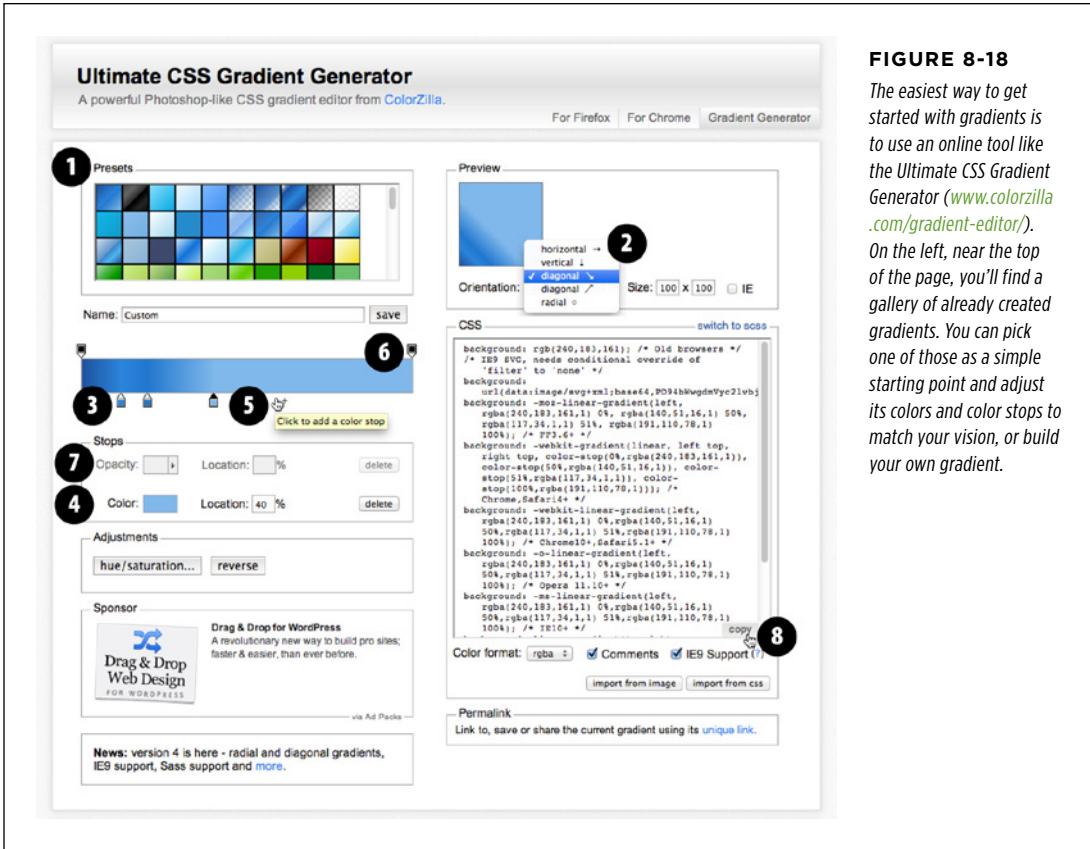 Ultimate CSS Gradient Generator
A powerful Photoshop-like CSS gradient editor from ColorZilla.
For Firefox For Chrome Gradient Generator
1
Presets
Name: Custom save
6
3
5
Click to add a color stop
Stops
7
Opacity: Location: % delete
4
Color: Location: 40 % delete
Adjustments
hue/saturation... reverse
Sponsor
Drag & Drop
Web Design
FOR WORDPRESS
Drag & Drop for WordPress
A revolutionary new way to build pro sites;
faster & easier, than ever before.
via Ad Packs
News: version 4 is here - radial and diagonal gradients,
IE9 support, Sass support and more.
Preview
2
horizontal →
vertical ↓
✓ diagonal ↘
diagonal ↗
radial ○
Orientation: Size: 100 x 100 IE
CSS switch to scss
background: rgb(240,183,161); /* Old browsers */
/* IE9 SVG, needs conditional override of
'filter' to 'none' */
background:
url(data:image/svg+xml;base64,PD94bWwgdmVyc2lvbj
background: -moz-linear-gradient(left,
rgba(240,183,161,1) 0%, rgba(140,51,16,1) 50%,
rgba(117,34,1,1) 51%, rgba(191,110,78,1)
100%); /* FF3.6+ */
background: -webkit-gradient(linear, left top,
right top, color-stop(0%,rgba(240,183,161,1)),
color-stop(50%,rgba(140,51,16,1)), color-
stop(51%,rgba(117,34,1,1)), color-
stop(100%,rgba(191,110,78,1))); /*
Chrome,Safari4+ */
background: -webkit-linear-gradient(left,
rgba(240,183,161,1) 0%,rgba(140,51,16,1)
50%,rgba(117,34,1,1) 51%,rgba(191,110,78,1)
100%); /* Chrome10+,Safari5.1+ */
background: -o-linear-gradient(left,
rgba(240,183,161,1) 0%,rgba(140,51,16,1)
50%,rgba(117,34,1,1) 51%,rgba(191,110,78,1)
100%); /* Opera 11.10+ */
background: -ms-linear-gradient(left,
rgba(240,183,161,1) 0%,rgba(140,51,16,1)
50%,rgba(117,34,1,1) 51%,rgba(191,110,78,1)
100%); /* IE10+ */
copy
8
Color format: rgba Comments IE9 Support (?)
import from image import from css
Permalink
Link to, save or share the current gradient using its unique link.
FIGURE 8-18
The easiest way to get
started with gradients is
to use an online tool like
the Ultimate CSS Gradient
Generator (www.colorzilla
.com/gradient-editor/).
On the left, near the top
of the page, you'll find a
gallery of already created
gradients. You can pick
one of those as a simple
starting point and adjust
its colors and color stops to
match your vision, or build
your own gradient.